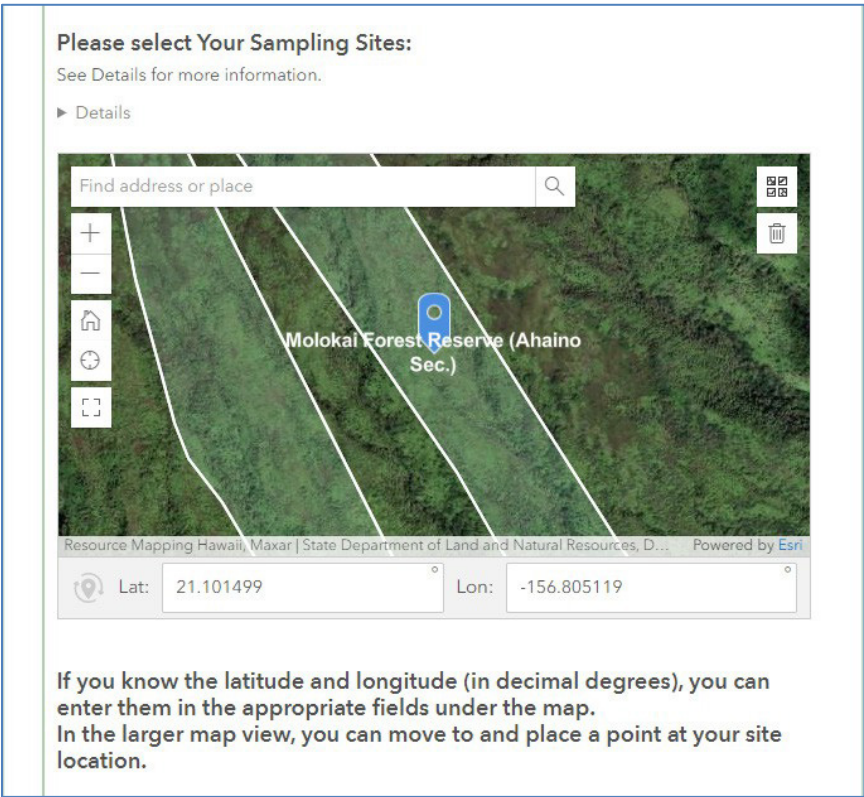 Please select Your Sampling Sites:
See Details for more information.
▶ Details
Find address or place
Molokai Forest Reserve (Ahaino
Sec.)
Resource Mapping Hawaii, Maxar | State Department of Land and Natural Resources, D... Powered by Esri
Lat: 21.101499 ° Lon: -156.805119 °
If you know the latitude and longitude (in decimal degrees), you can
enter them in the appropriate fields under the map.
In the larger map view, you can move to and place a point at your site
location.